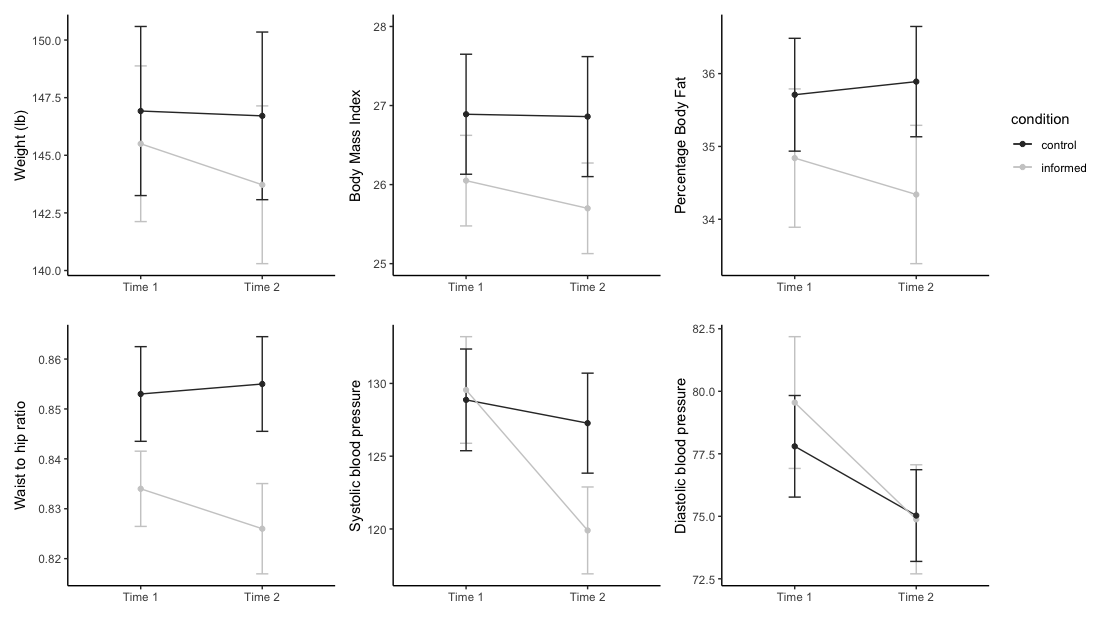 Weight (lb)
150.0
147.5
145.0
142.5
140.0
Time 1
Time 2
Body Mass Index
28
27
26
25
Time 1
Time 2
Percentage Body Fat
36
35
34
Time 1
Time 2
condition
control
informed
Waist to hip ratio
0.86
0.85
0.84
0.83
0.82
Time 1
Time 2
Systolic blood pressure
130
125
120
Time 1
Time 2
Diastolic blood pressure
82.5
80.0
77.5
75.0
72.5
Time 1
Time 2